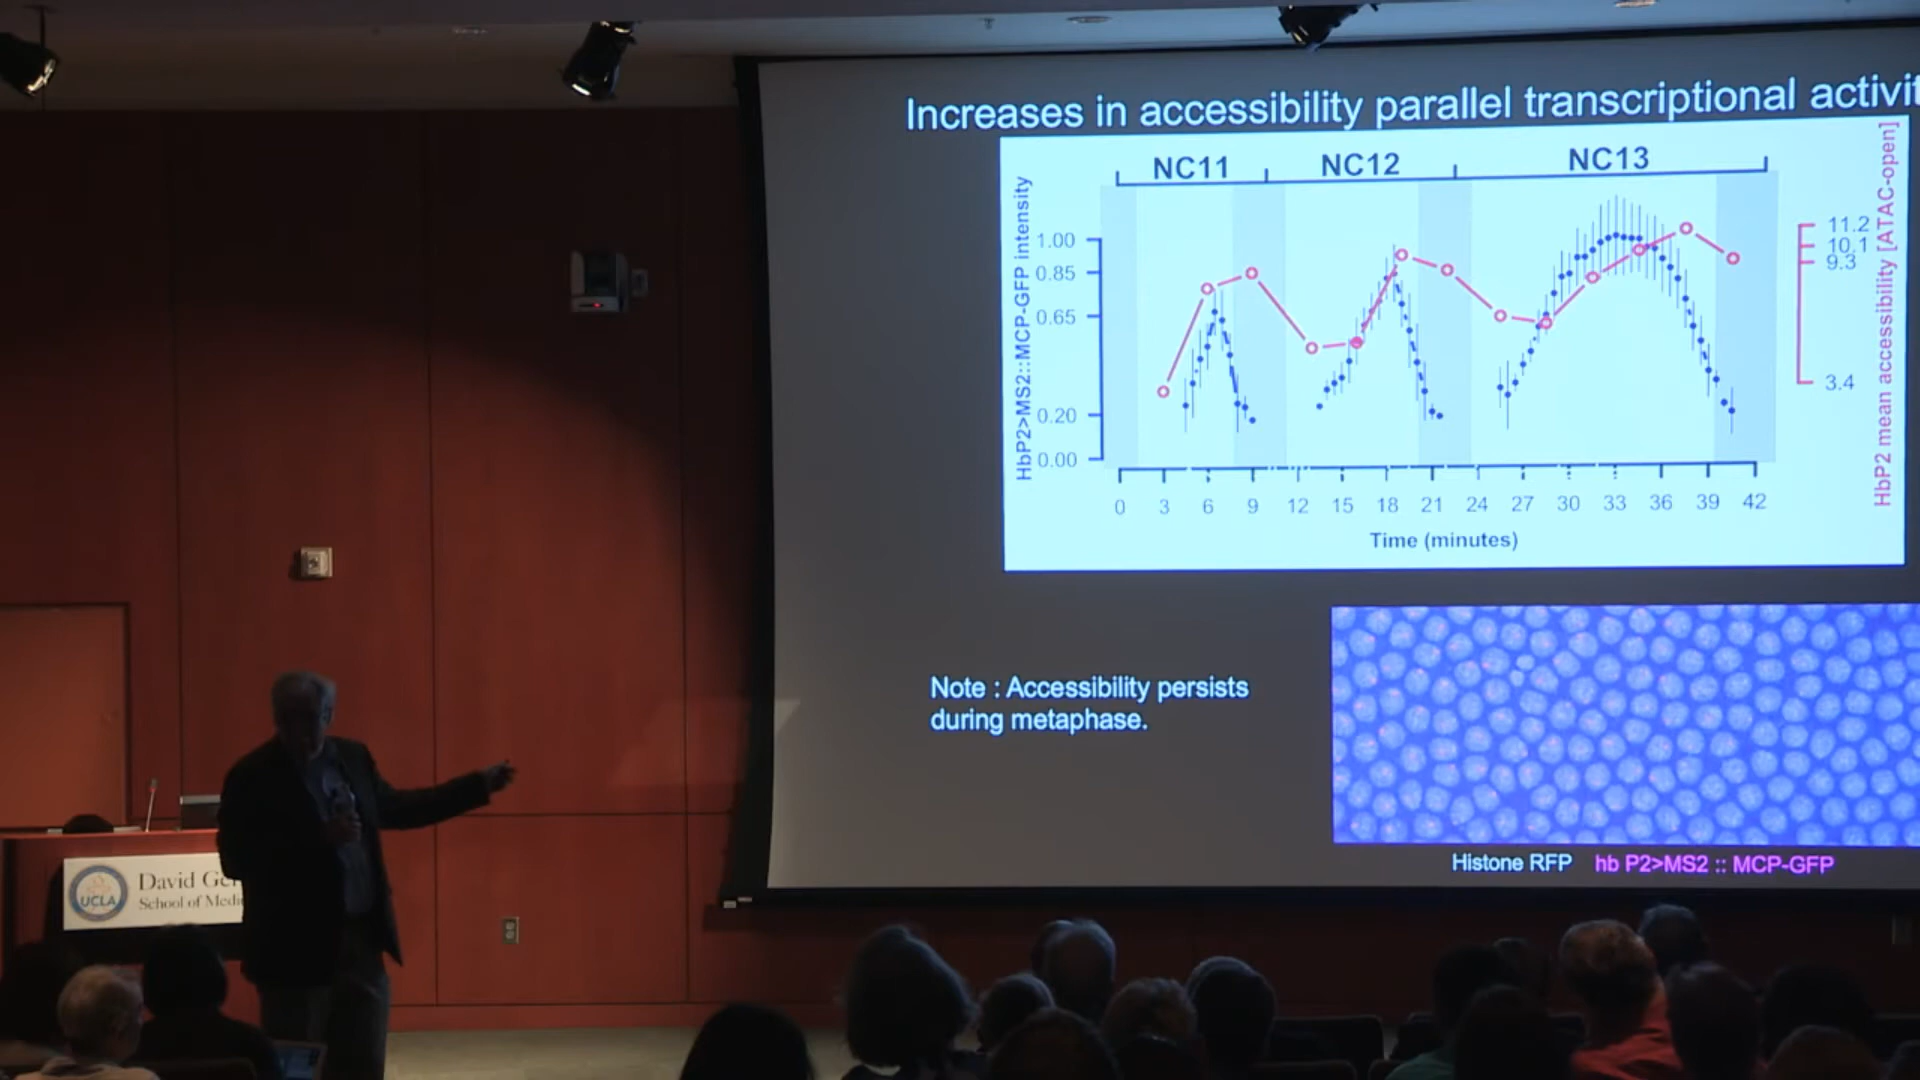 Increases in accessibility parallel transcriptional activit
NC11 NC12 NC13
HbP2>MS2::MCP-GFP intensity
1.00
0.85
0.65
0.20
0.00
0 3 6 9 12 15 18 21 24 27 30 33 36 39 42
Time (minutes)
11.2
10.1
9.3
3.4
HbP2 mean accessibility [ATAC-open]
Note : Accessibility persists
during metaphase.
Histone RFP hb P2>MS2 :: MCP-GFP
UCLA
David Gef
School of Medi